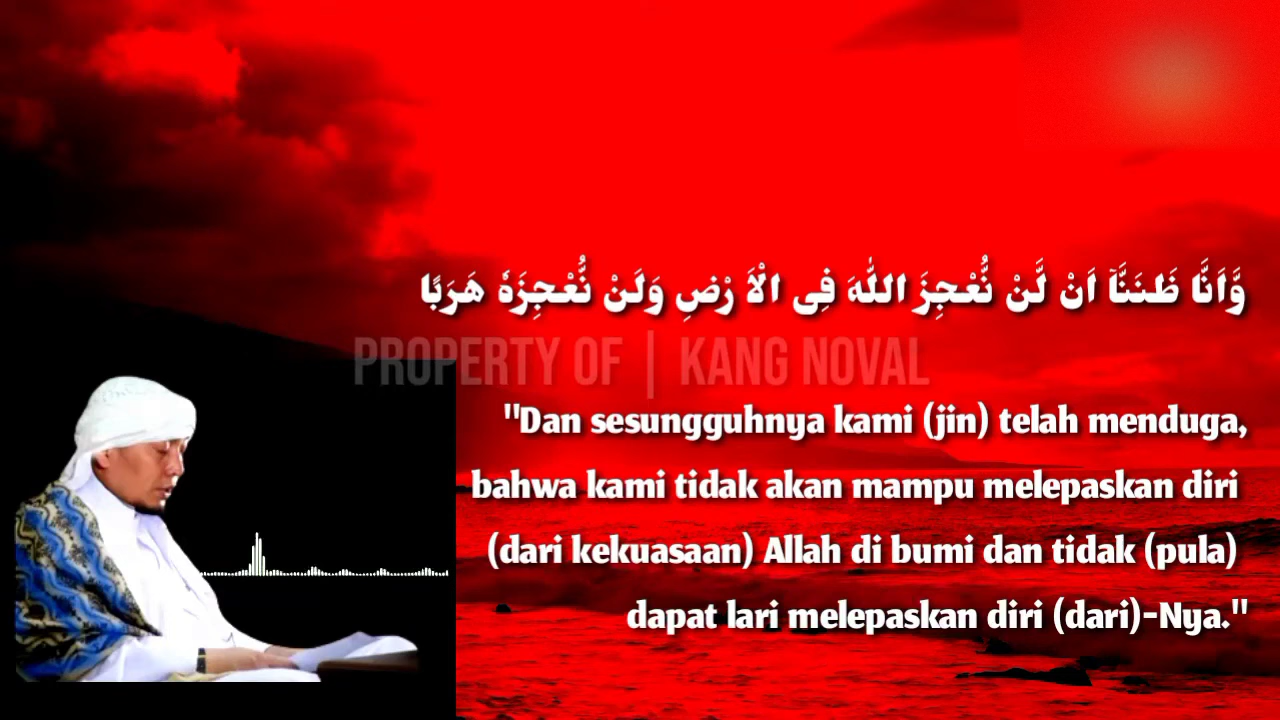 وَّاَنَّا ظَنَنَّاۤ اَنْ لَّنْ نُّعْجِزَ اللّٰهَ فِى الْاَ رْضِ وَلَنْ نُّعْجِزَهٗ هَرَبًا
PROPERTY OF | KANG NOVAL
"Dan sesungguhnya kami (jin) telah menduga,
bahwa kami tidak akan mampu melepaskan diri
(dari kekuasaan) Allah di bumi dan tidak (pula)
dapat lari melepaskan diri (dari)-Nya."